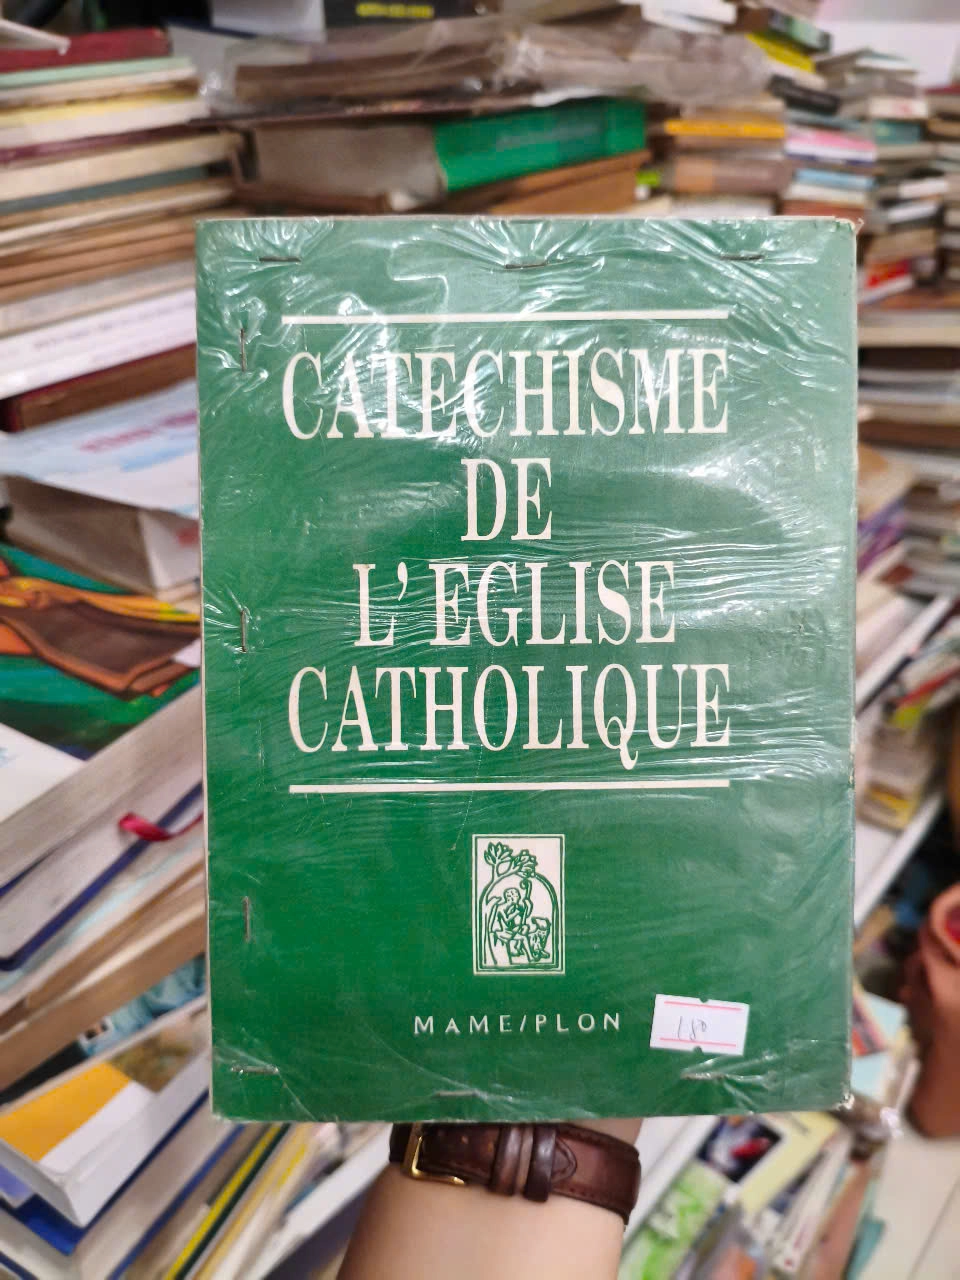 CATECHISME
DE
L'EGLISE
CATHOLIQUE
MAME/PLON